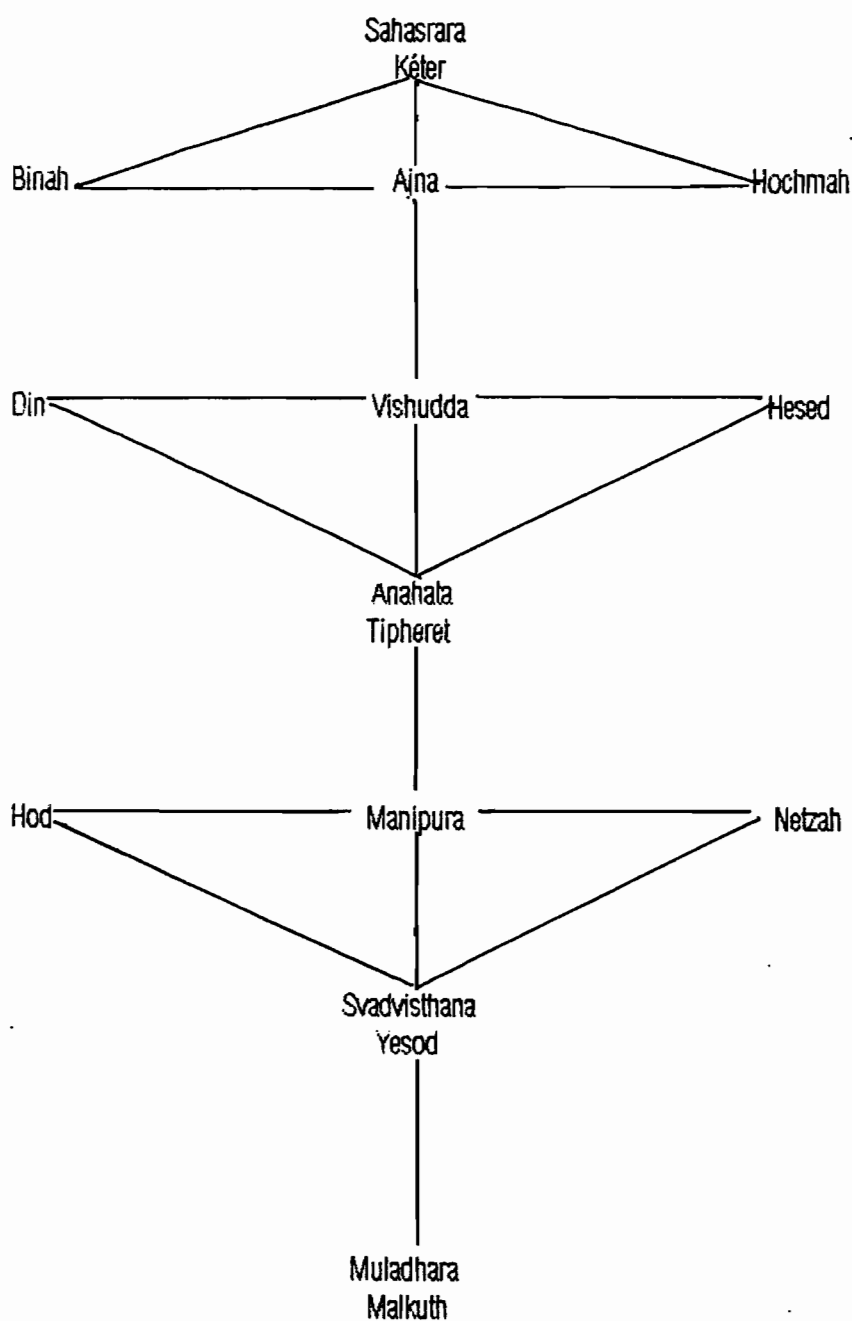 Sahasrara
Kéter
Binah Ajna Hochmah
Din Vishudda Hesed
Anahata
Tipheret
Hod Manipura Netzah
Svadvisthana
Yesod
Muladhara
Malkuth